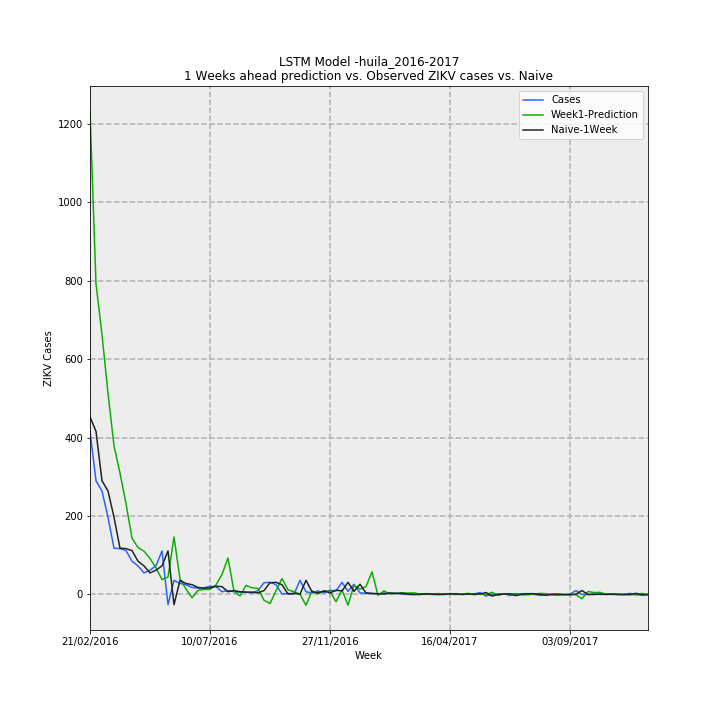 LSTM Model -huila_2016-2017
1 Weeks ahead prediction vs. Observed ZIKV cases vs. Naive
Cases
Week1-Prediction
Naive-1Week
1200
1000
800
600
400
200
0
ZIKV Cases
21/02/2016
10/07/2016
27/11/2016
16/04/2017
03/09/2017
Week